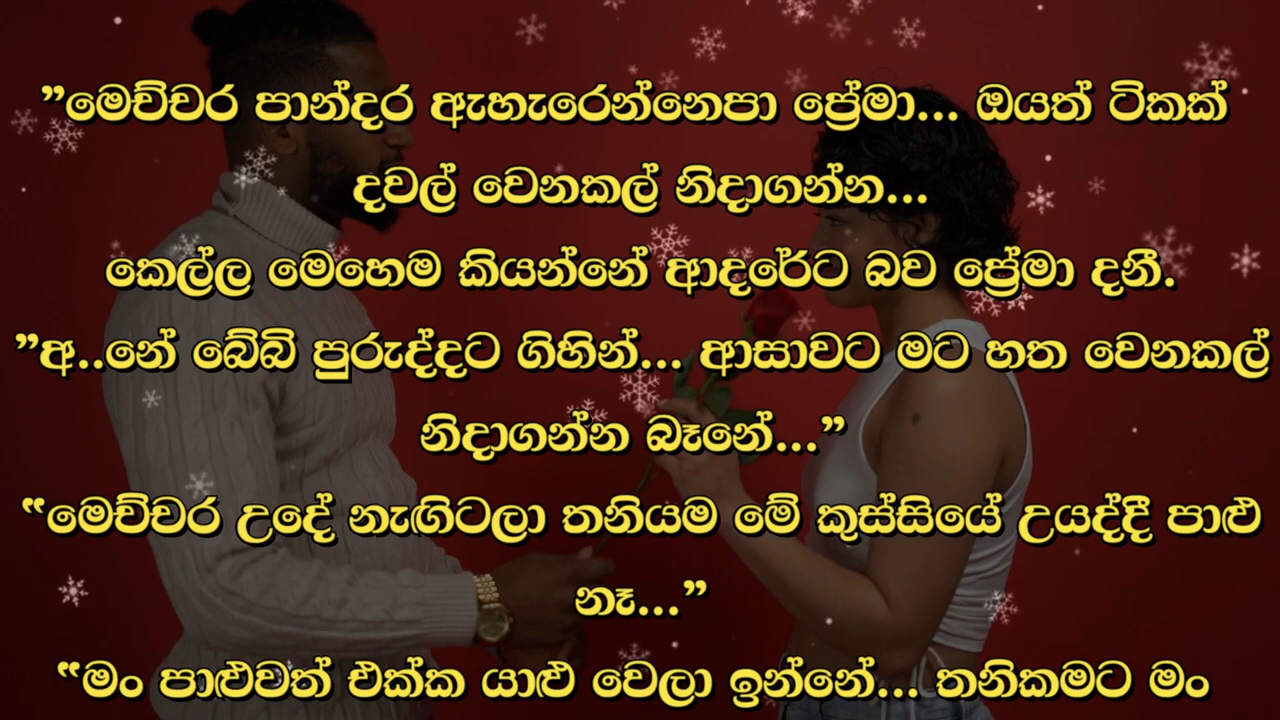 ”මෙච්චර පාන්දර ඇහැරෙන්නෙපා ප්‍රේමා... ඔයත් ටිකක්
දවල් වෙනකල් නිදාගන්න...
කෙල්ල මෙහෙම කියන්නේ ආදරේට බව ප්‍රේමා දනී.
”අ..නේ බේබි පුරුද්දට ගිහින්... ආසාවට මට හත වෙනකල්
නිදාගන්න බෑනේ...”
“මෙච්චර උදේ නැඟිටලා තනියම මේ කුස්සියේ උයද්දී පාළු
නෑ...”
“මං පාළුවත් එක්ක යාළු වෙලා ඉන්නේ... තනිකමට මං